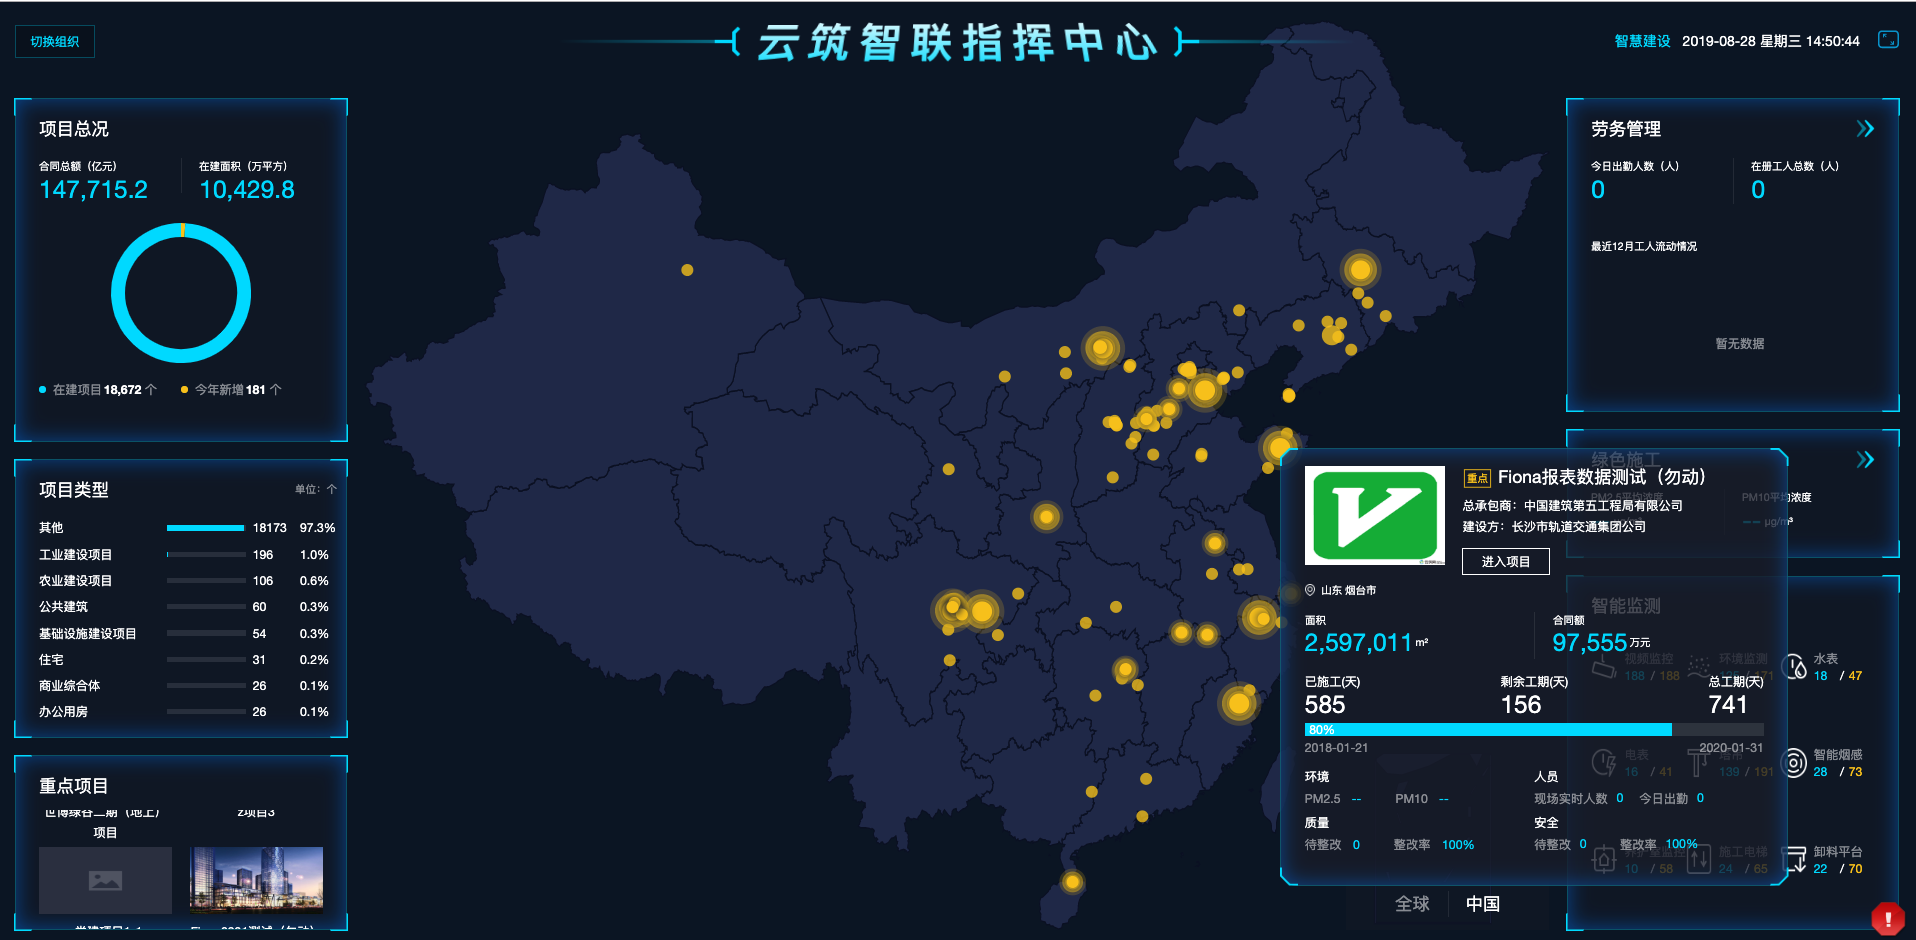 切换组织
云筑智联指挥中心
智慧建设 2019-08-28 星期三 14:50:44
项目总况
合同总额（亿元）
147,715.2
在建面积（万平方）
10,429.8
在建项目 18,672 个
今年新增 181 个
项目类型
单位：个
其他 18173 97.3%
工业建设项目 196 1.0%
农业建设项目 106 0.6%
公共建筑 60 0.3%
基础设施建设项目 54 0.3%
住宅 31 0.2%
商业综合体 26 0.1%
办公用房 26 0.1%
重点项目
世博绿谷二期（地上）
项目
2项目3
劳务管理
今日出勤人数（人）
0
在册工人总数（人）
0
最近12月工人流动情况
暂无数据
绿色施工
PM2.5平均浓度
PM10平均浓度
-- μg/m³
重点 Fiona报表数据测试（勿动）
总承包商：中国建筑第五工程局有限公司
建设方：长沙市轨道交通集团公司
进入项目
山东 烟台市
面积
2,597,011 m²
合同额
97,555 万元
已施工(天)
585
剩余工期(天)
156
总工期(天)
741
80%
2018-01-21
2020-01-31
环境
PM2.5 --
PM10 --
人员
现场实时人数 0
今日出勤 0
质量
待整改 0
整改率 100%
安全
待整改 0
整改率 100%
智能监测
视频监控
188 / 188
环境监测
水表
18 / 47
电表
16 / 41
139 / 191
智能烟感
28 / 73
10 / 58
施工电梯
24 / 65
卸料平台
22 / 70
全球
中国